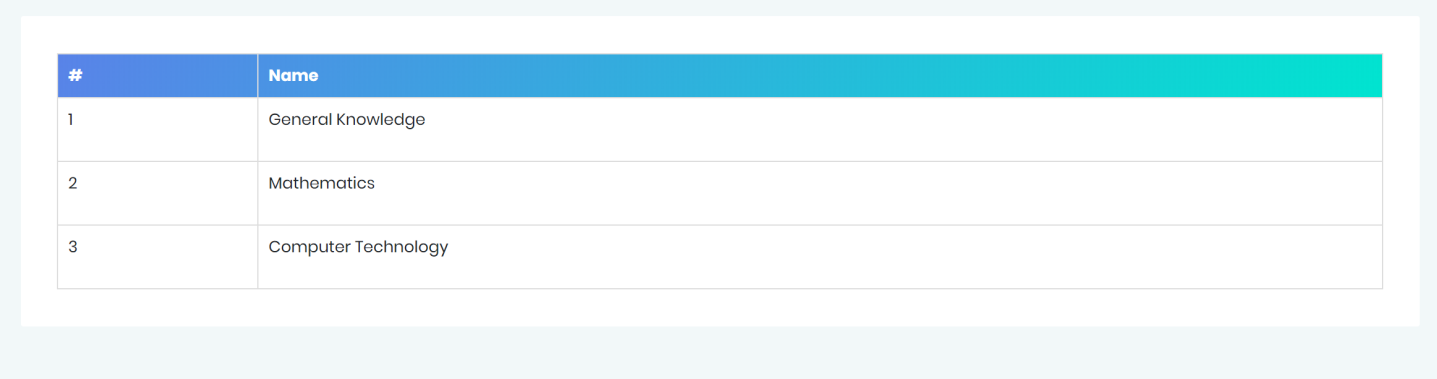 # Name
1 General Knowledge
2 Mathematics
3 Computer Technology